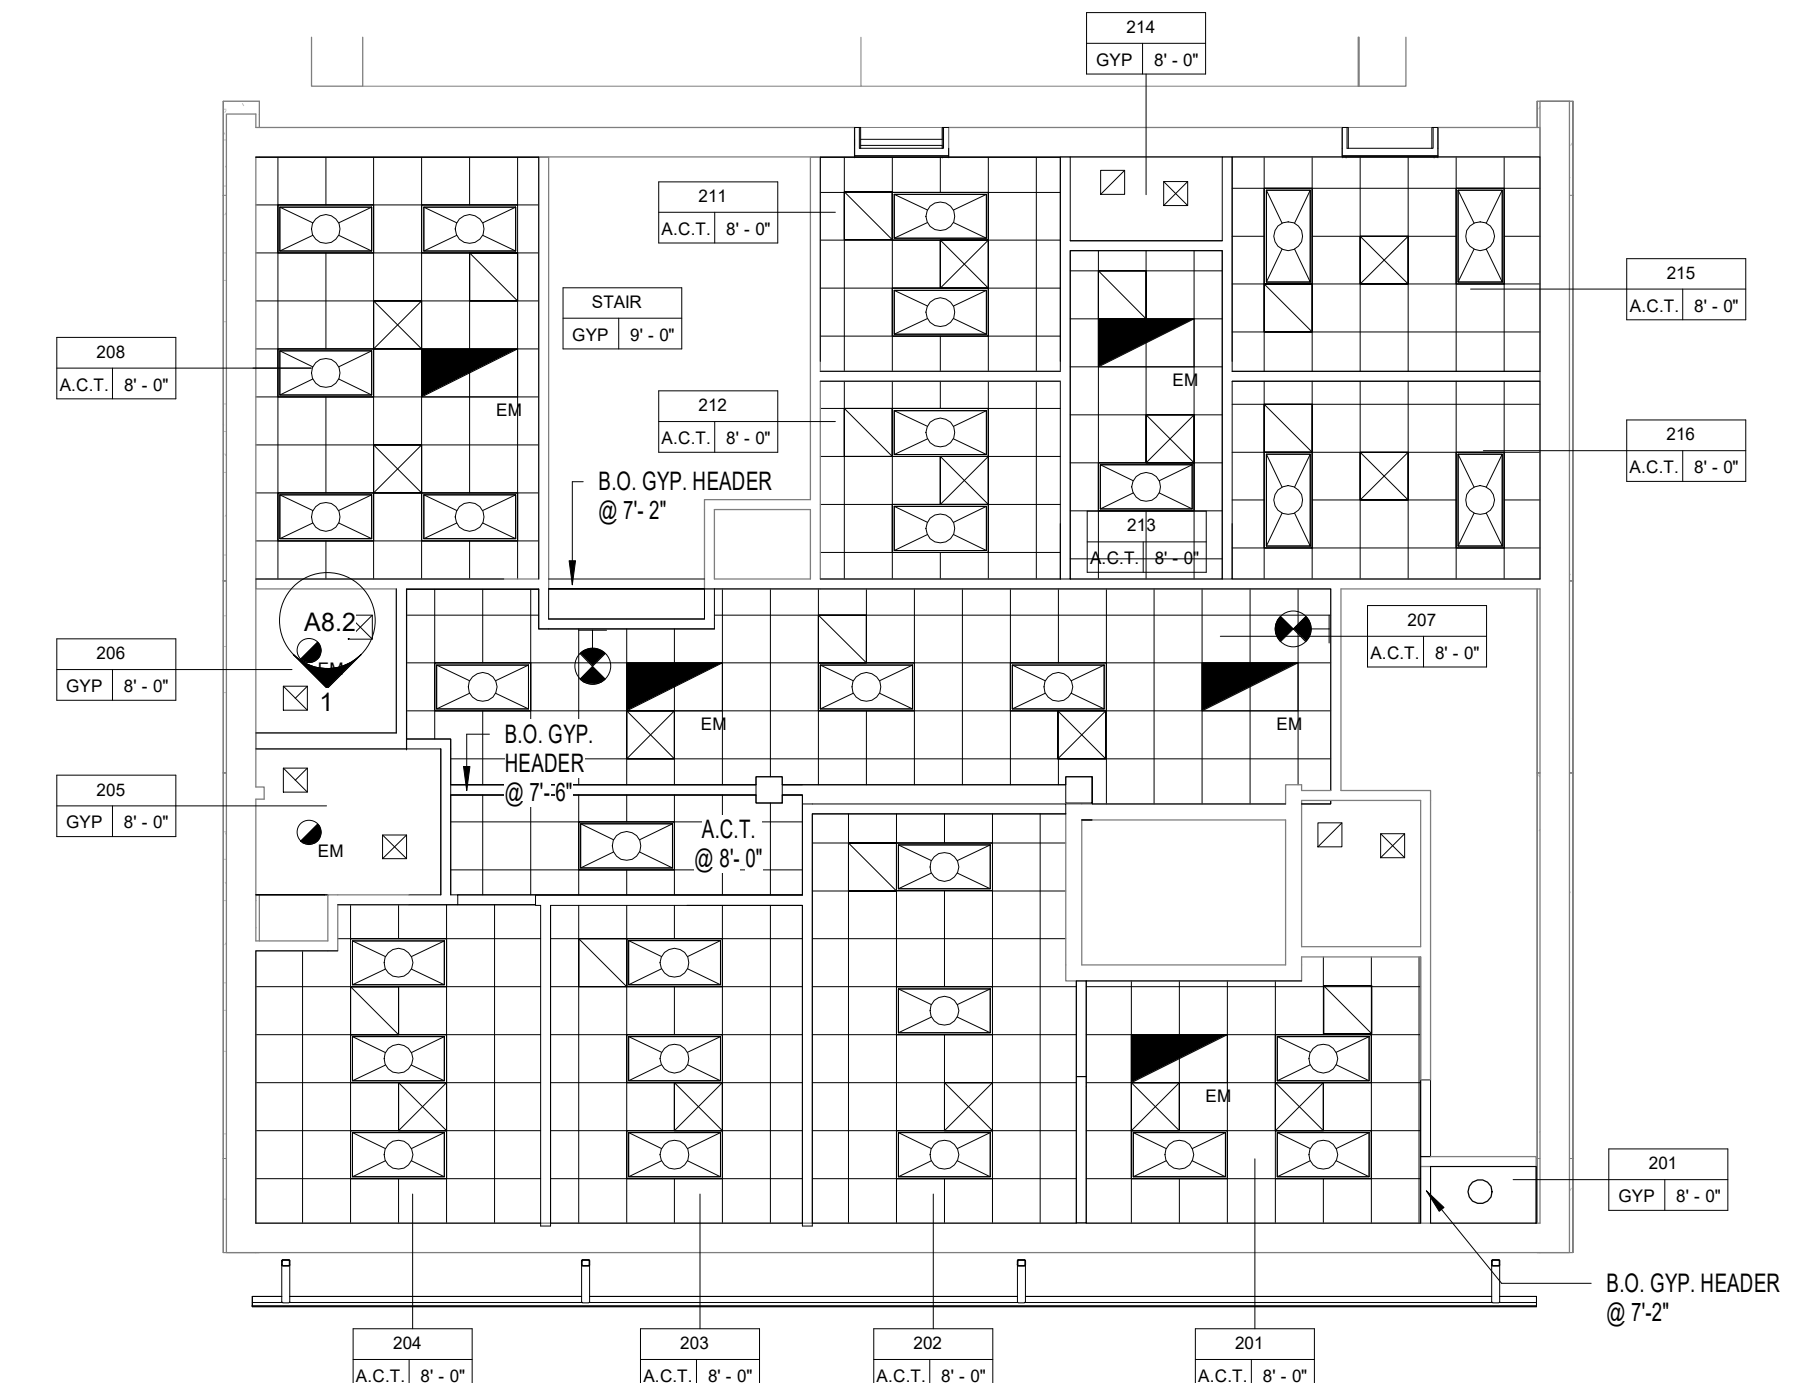 214
GYP 8' - 0"
211
A.C.T. 8' - 0"
STAIR
GYP 9' - 0"
215
A.C.T. 8' - 0"
208
A.C.T. 8' - 0"
EM
EM
212
A.C.T. 8' - 0"
216
A.C.T. 8' - 0"
B.O. GYP. HEADER
@ 7'- 2"
213
A.C.T. 8' - 0"
A8.2
EM
1
206
GYP 8' - 0"
207
A.C.T. 8' - 0"
EM
EM
B.O. GYP.
HEADER
@ 7'-6"
205
GYP 8' - 0"
EM
A.C.T.
@ 8'- 0"
EM
201
GYP 8' - 0"
B.O. GYP. HEADER
@ 7'-2"
204
A.C.T. 8' - 0"
203
A.C.T. 8' - 0"
202
A.C.T. 8' - 0"
201
A.C.T. 8' - 0"